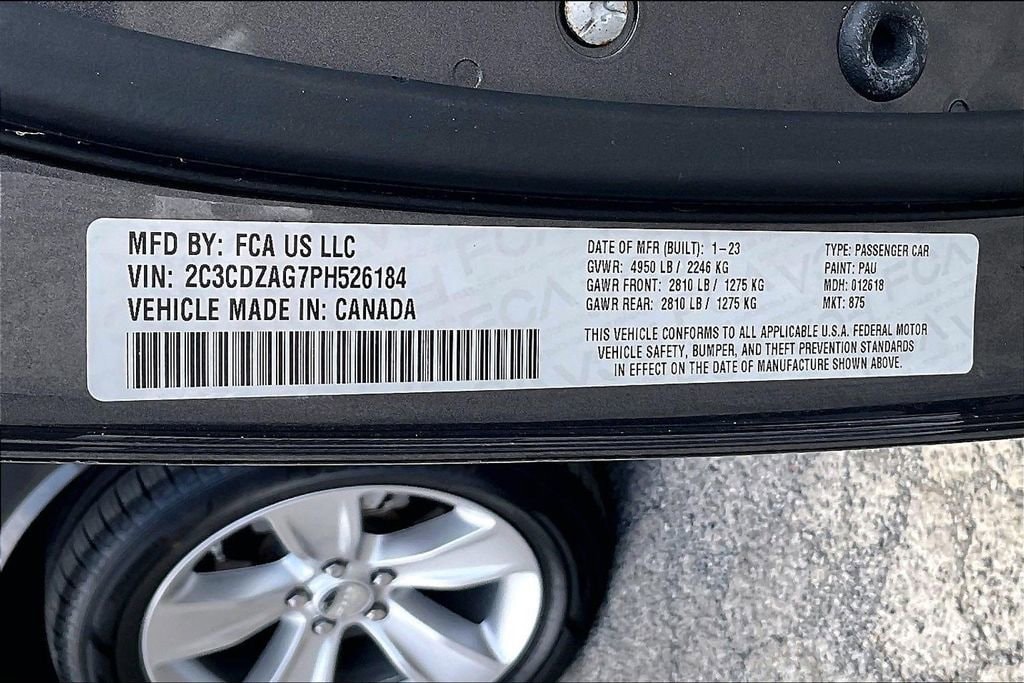 MFD BY: FCA US LLC
VIN: 2C3CDZAG7PH526184
VEHICLE MADE IN: CANADA
DATE OF MFR (BUILT): 1-23
GVWR: 4950 LB / 2246 KG
GAWR FRONT: 2810 LB / 1275 KG
GAWR REAR: 2810 LB / 1275 KG
TYPE: PASSENGER CAR
PAINT: PAU
MDH: 012618
MKT: 875
THIS VEHICLE CONFORMS TO ALL APPLICABLE U.S.A. FEDERAL MOTOR
VEHICLE SAFETY, BUMPER, AND THEFT PREVENTION STANDARDS
IN EFFECT ON THE DATE OF MANUFACTURE SHOWN ABOVE.